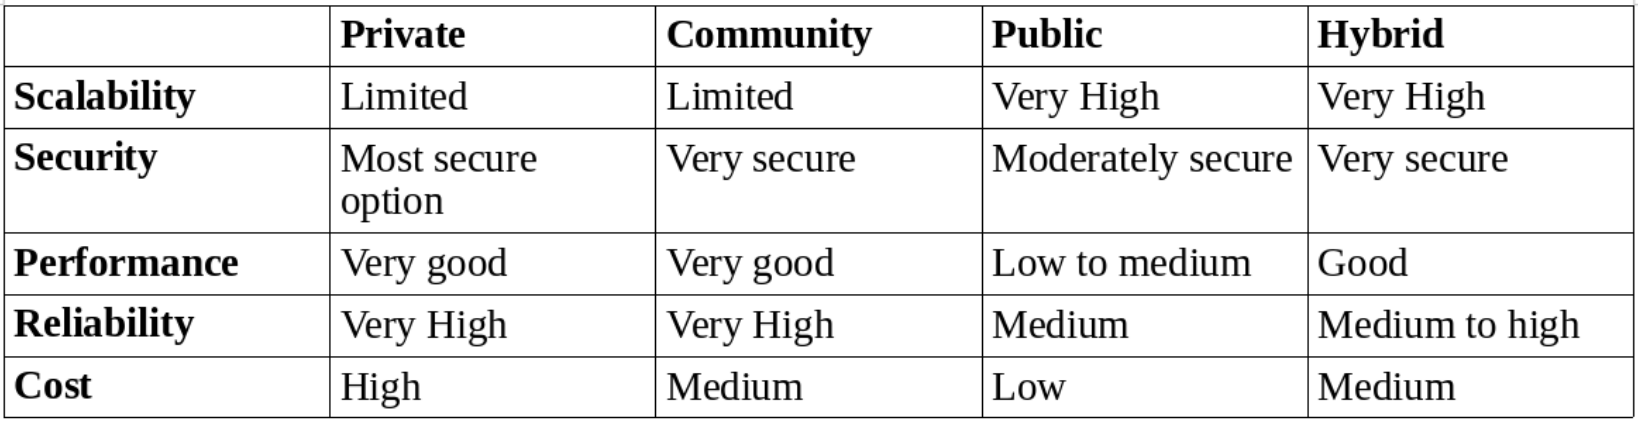 Private Community Public Hybrid
Scalability Limited Limited Very High Very High
Security Most secure Very secure Moderately secure Very secure
option
Performance Very good Very good Low to medium Good
Reliability Very High Very High Medium Medium to high
Cost High Medium Low Medium